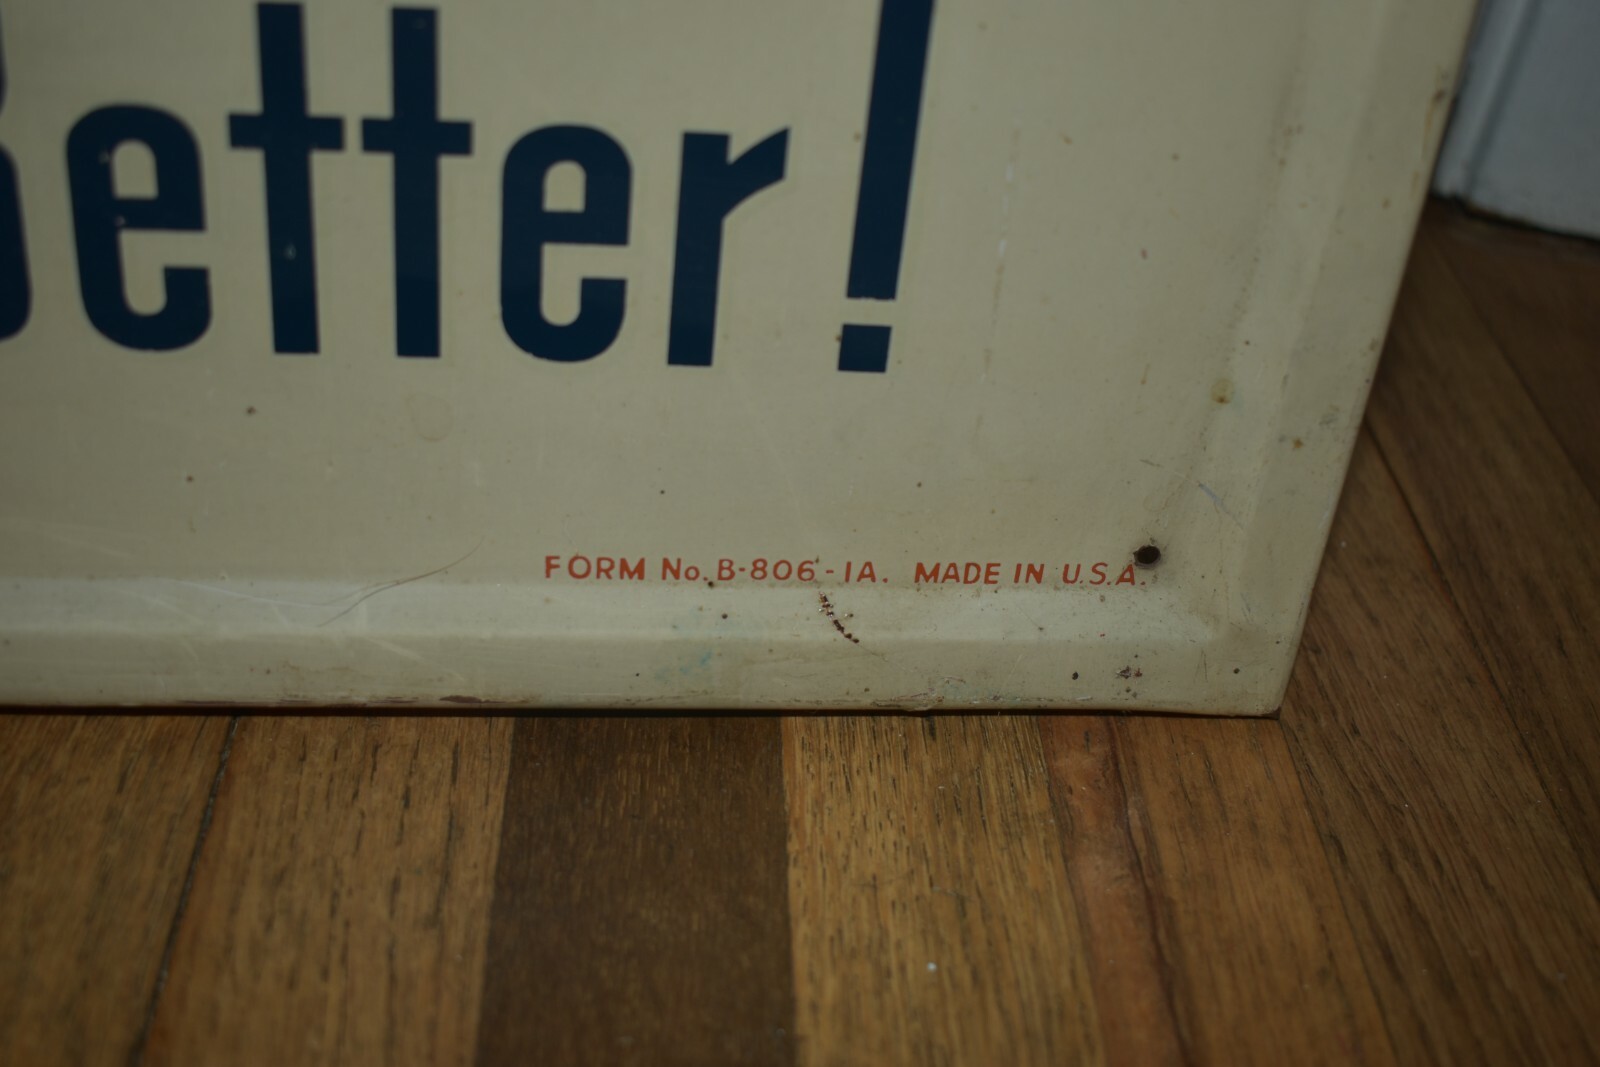 Better!
FORM No. B-806-1A. MADE IN U.S.A.